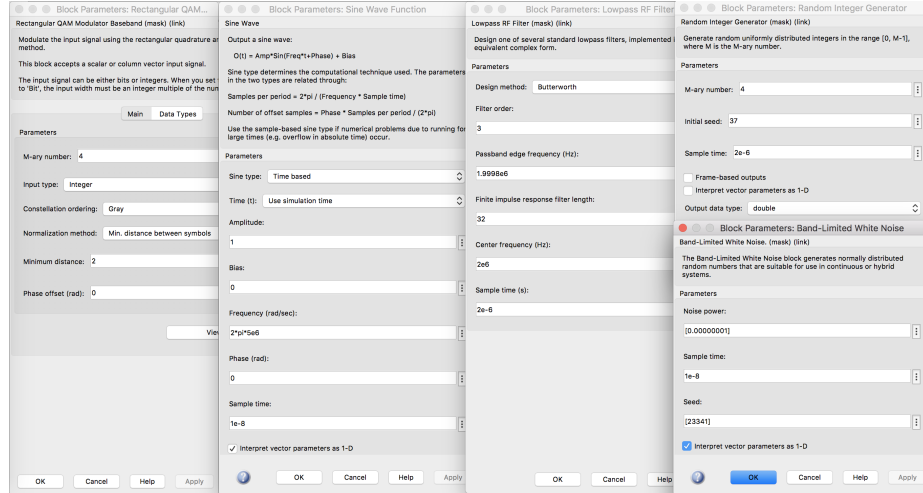 Block Parameters: Rectangular QAM...
Rectangular QAM Modulator Baseband (mask) (link)
Modulate the input signal using the rectangular quadrature
method.
This block accepts a scalar or column vector input signal.
The input signal can be either bits or integers. When you set
to 'Bit', the input width must be an integer multiple of the
Main Data Types
Parameters
M-ary number: 4
Input type: Integer
Constellation ordering: Gray
Normalization method: Min. distance between symbols
Minimum distance: 2
Phase offset (rad): 0
OK Cancel Help Apply
Block Parameters: Sine Wave Function
Sine Wave
Output a sine wave:
O(t) = Amp*Sin(Freq*t+Phase) + Bias
Sine type determines the computational technique used. The parameters
in the two types are related through:
Samples per period = 2*pi / (Frequency * Sample time)
Number of offset samples = Phase * Samples per period / (2*pi)
Use the sample-based sine type if numerical problems due to running for
large times (e.g. overflow in absolute time) occur.
Parameters
Sine type: Time based
Time (t): Use simulation time
Amplitude:
1
Bias:
0
Frequency (rad/sec):
2*pi*5e6
Phase (rad):
0
Sample time:
1e-8
Interpret vector parameters as 1-D
OK Cancel Help Apply
Block Parameters: Lowpass RF Filter
Lowpass RF Filter (mask) (link)
Design one of several standard lowpass filters, implemented
equivalent complex form.
Parameters
Design method: Butterworth
Filter order:
3
Passband edge frequency (Hz):
1.9998e6
Finite impulse response filter length:
32
Center frequency (Hz):
2e6
Sample time (s):
2e-6
OK Cancel Help
Block Parameters: Random Integer Generator
Random Integer Generator (mask) (link)
Generate random uniformly distributed integers in the range [0, M-1],
where M is the M-ary number.
Parameters
M-ary number: 4
Initial seed: 37
Sample time: 2e-6
Frame-based outputs
Interpret vector parameters as 1-D
Output data type: double
Block Parameters: Band-Limited White Noise
Band-Limited White Noise. (mask) (link)
The Band-Limited White Noise block generates normally distributed
random numbers that are suitable for use in continuous or hybrid
systems.
Parameters
Noise power:
[0.00000001]
Sample time:
1e-8
Seed:
[23341]
Interpret vector parameters as 1-D
OK Cancel Help Apply